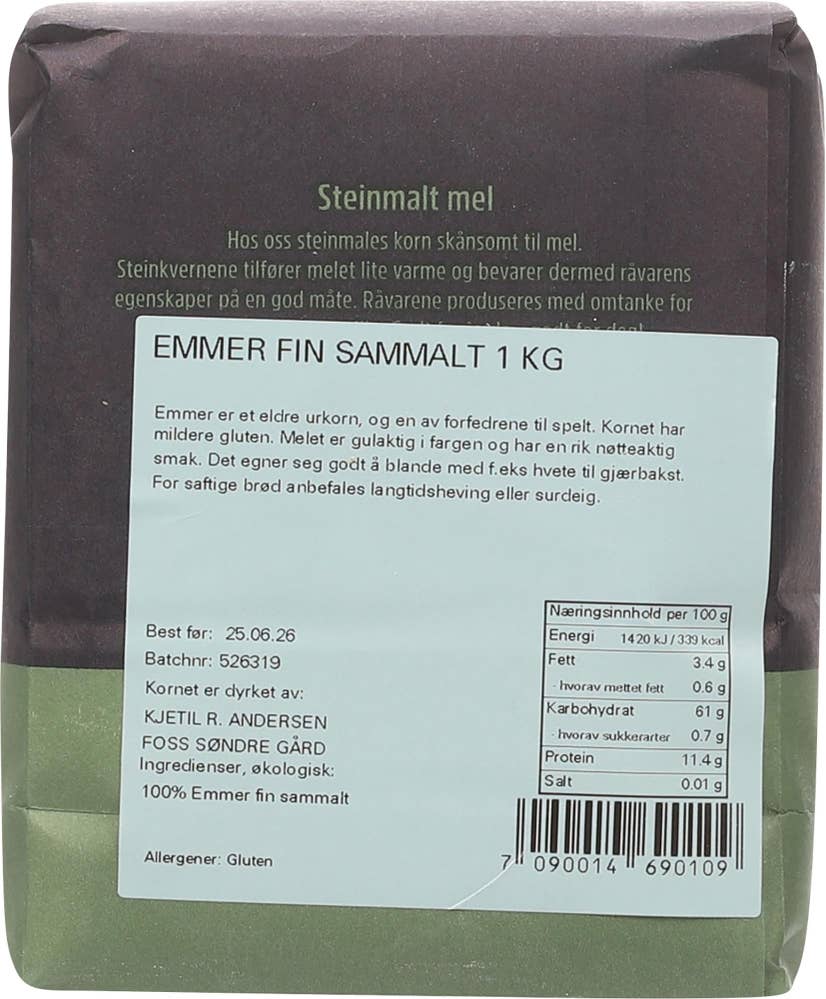 Steinmalt mel
Hos oss steinmales korn skånsomt til mel.
Steinkvernene tilfører melet lite varme og bevarer dermed råvarens
egenskaper på en god måte. Råvarene produseres med omtanke for
EMMER FIN SAMMALT 1 KG
Emmer er et eldre urkorn, og en av forfedrene til spelt. Kornet har
mildere gluten. Melet er gulaktig i fargen og har en rik nøtteaktig
smak. Det egner seg godt å blande med f.eks hvete til gjærbakst.
For saftige brød anbefales langtidsheving eller surdeig.
Best før: 25.06.26
Batchnr: 526319
Kornet er dyrket av:
KJETIL R. ANDERSEN
FOSS SØNDRE GÅRD
Ingredienser, økologisk:
100% Emmer fin sammalt
Allergener: Gluten
Næringsinnhold per 100 g
Energi 1420 kJ / 339 kcal
Fett 3.4 g
- hvorav mettet fett 0.6 g
Karbohydrat 61 g
- hvorav sukkerarter 0.7 g
Protein 11.4 g
Salt 0.01 g
7 090014 690109